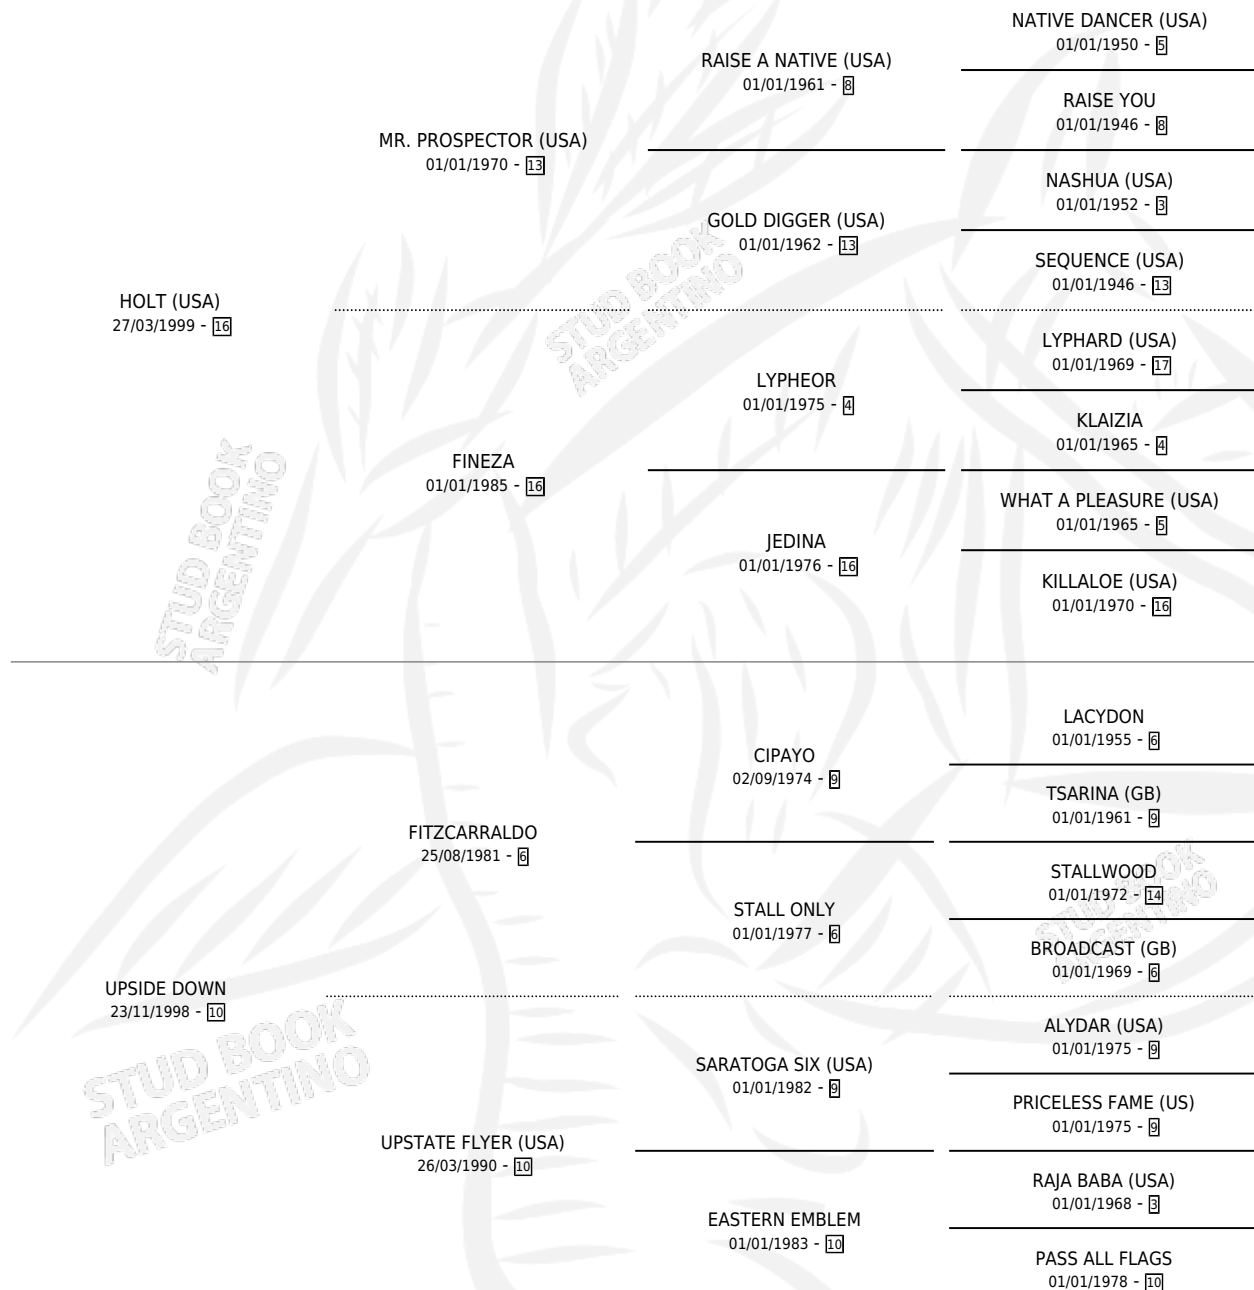 NATIVE DANCER (USA)
01/01/1950 - 5
RAISE A NATIVE (USA)
01/01/1961 - 8
RAISE YOU
01/01/1946 - 8
MR. PROSPECTOR (USA)
01/01/1970 - 13
NASHUA (USA)
01/01/1952 - 3
GOLD DIGGER (USA)
01/01/1962 - 13
SEQUENCE (USA)
01/01/1946 - 13
HOLT (USA)
27/03/1999 - 16
LYPHARD (USA)
01/01/1969 - 17
LYPHEOR
01/01/1975 - 4
KLAIZIA
01/01/1965 - 4
FINEZA
01/01/1985 - 16
WHAT A PLEASURE (USA)
01/01/1965 - 5
JEDINA
01/01/1976 - 16
KILLALOE (USA)
01/01/1970 - 16
LACYDON
01/01/1955 - 6
CIPAYO
02/09/1974 - 9
TSARINA (GB)
01/01/1961 - 9
FITZCARRALDO
25/08/1981 - 6
STALLWOOD
01/01/1972 - 14
STALL ONLY
01/01/1977 - 6
BROADCAST (GB)
01/01/1969 - 6
UPSIDE DOWN
23/11/1998 - 10
ALYDAR (USA)
01/01/1975 - 9
SARATOGA SIX (USA)
01/01/1982 - 9
PRICELESS FAME (US)
01/01/1975 - 9
UPSTATE FLYER (USA)
26/03/1990 - 10
RAJA BABA (USA)
01/01/1968 - 3
EASTERN EMBLEM
01/01/1983 - 10
PASS ALL FLAGS
01/01/1978 - 10
STUD BOOK
ARGENTINO
STUD BOOK
ARGENTINO
STUD BOOK
ARGENTINO
STUD BOOK
ARGENTINO